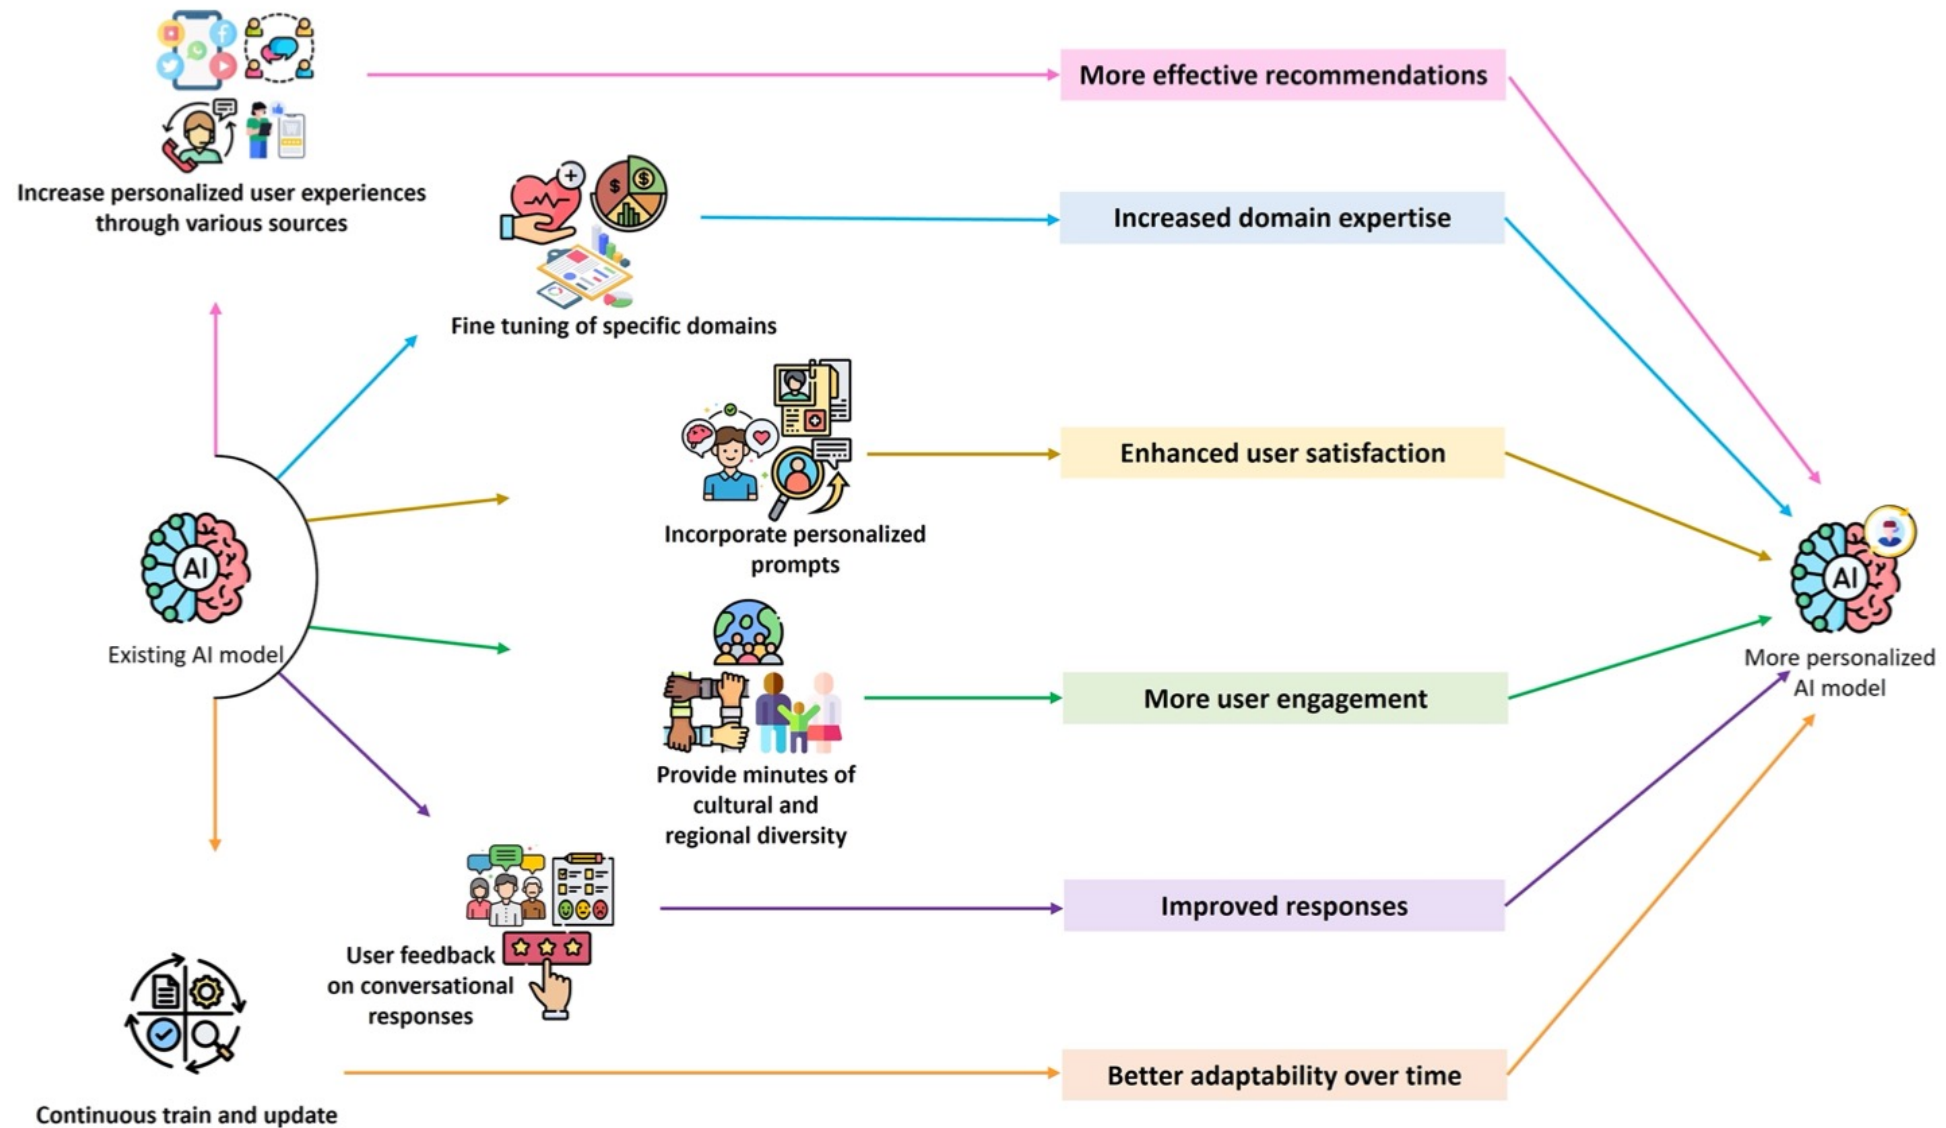 More effective recommendations
Increase personalized user experiences
through various sources
Increased domain expertise
Fine tuning of specific domains
Enhanced user satisfaction
Incorporate personalized
prompts
AI
Existing AI model
AI
More personalized
AI model
More user engagement
Provide minutes of
cultural and
regional diversity
Improved responses
User feedback
on conversational
responses
Better adaptability over time
Continuous train and update